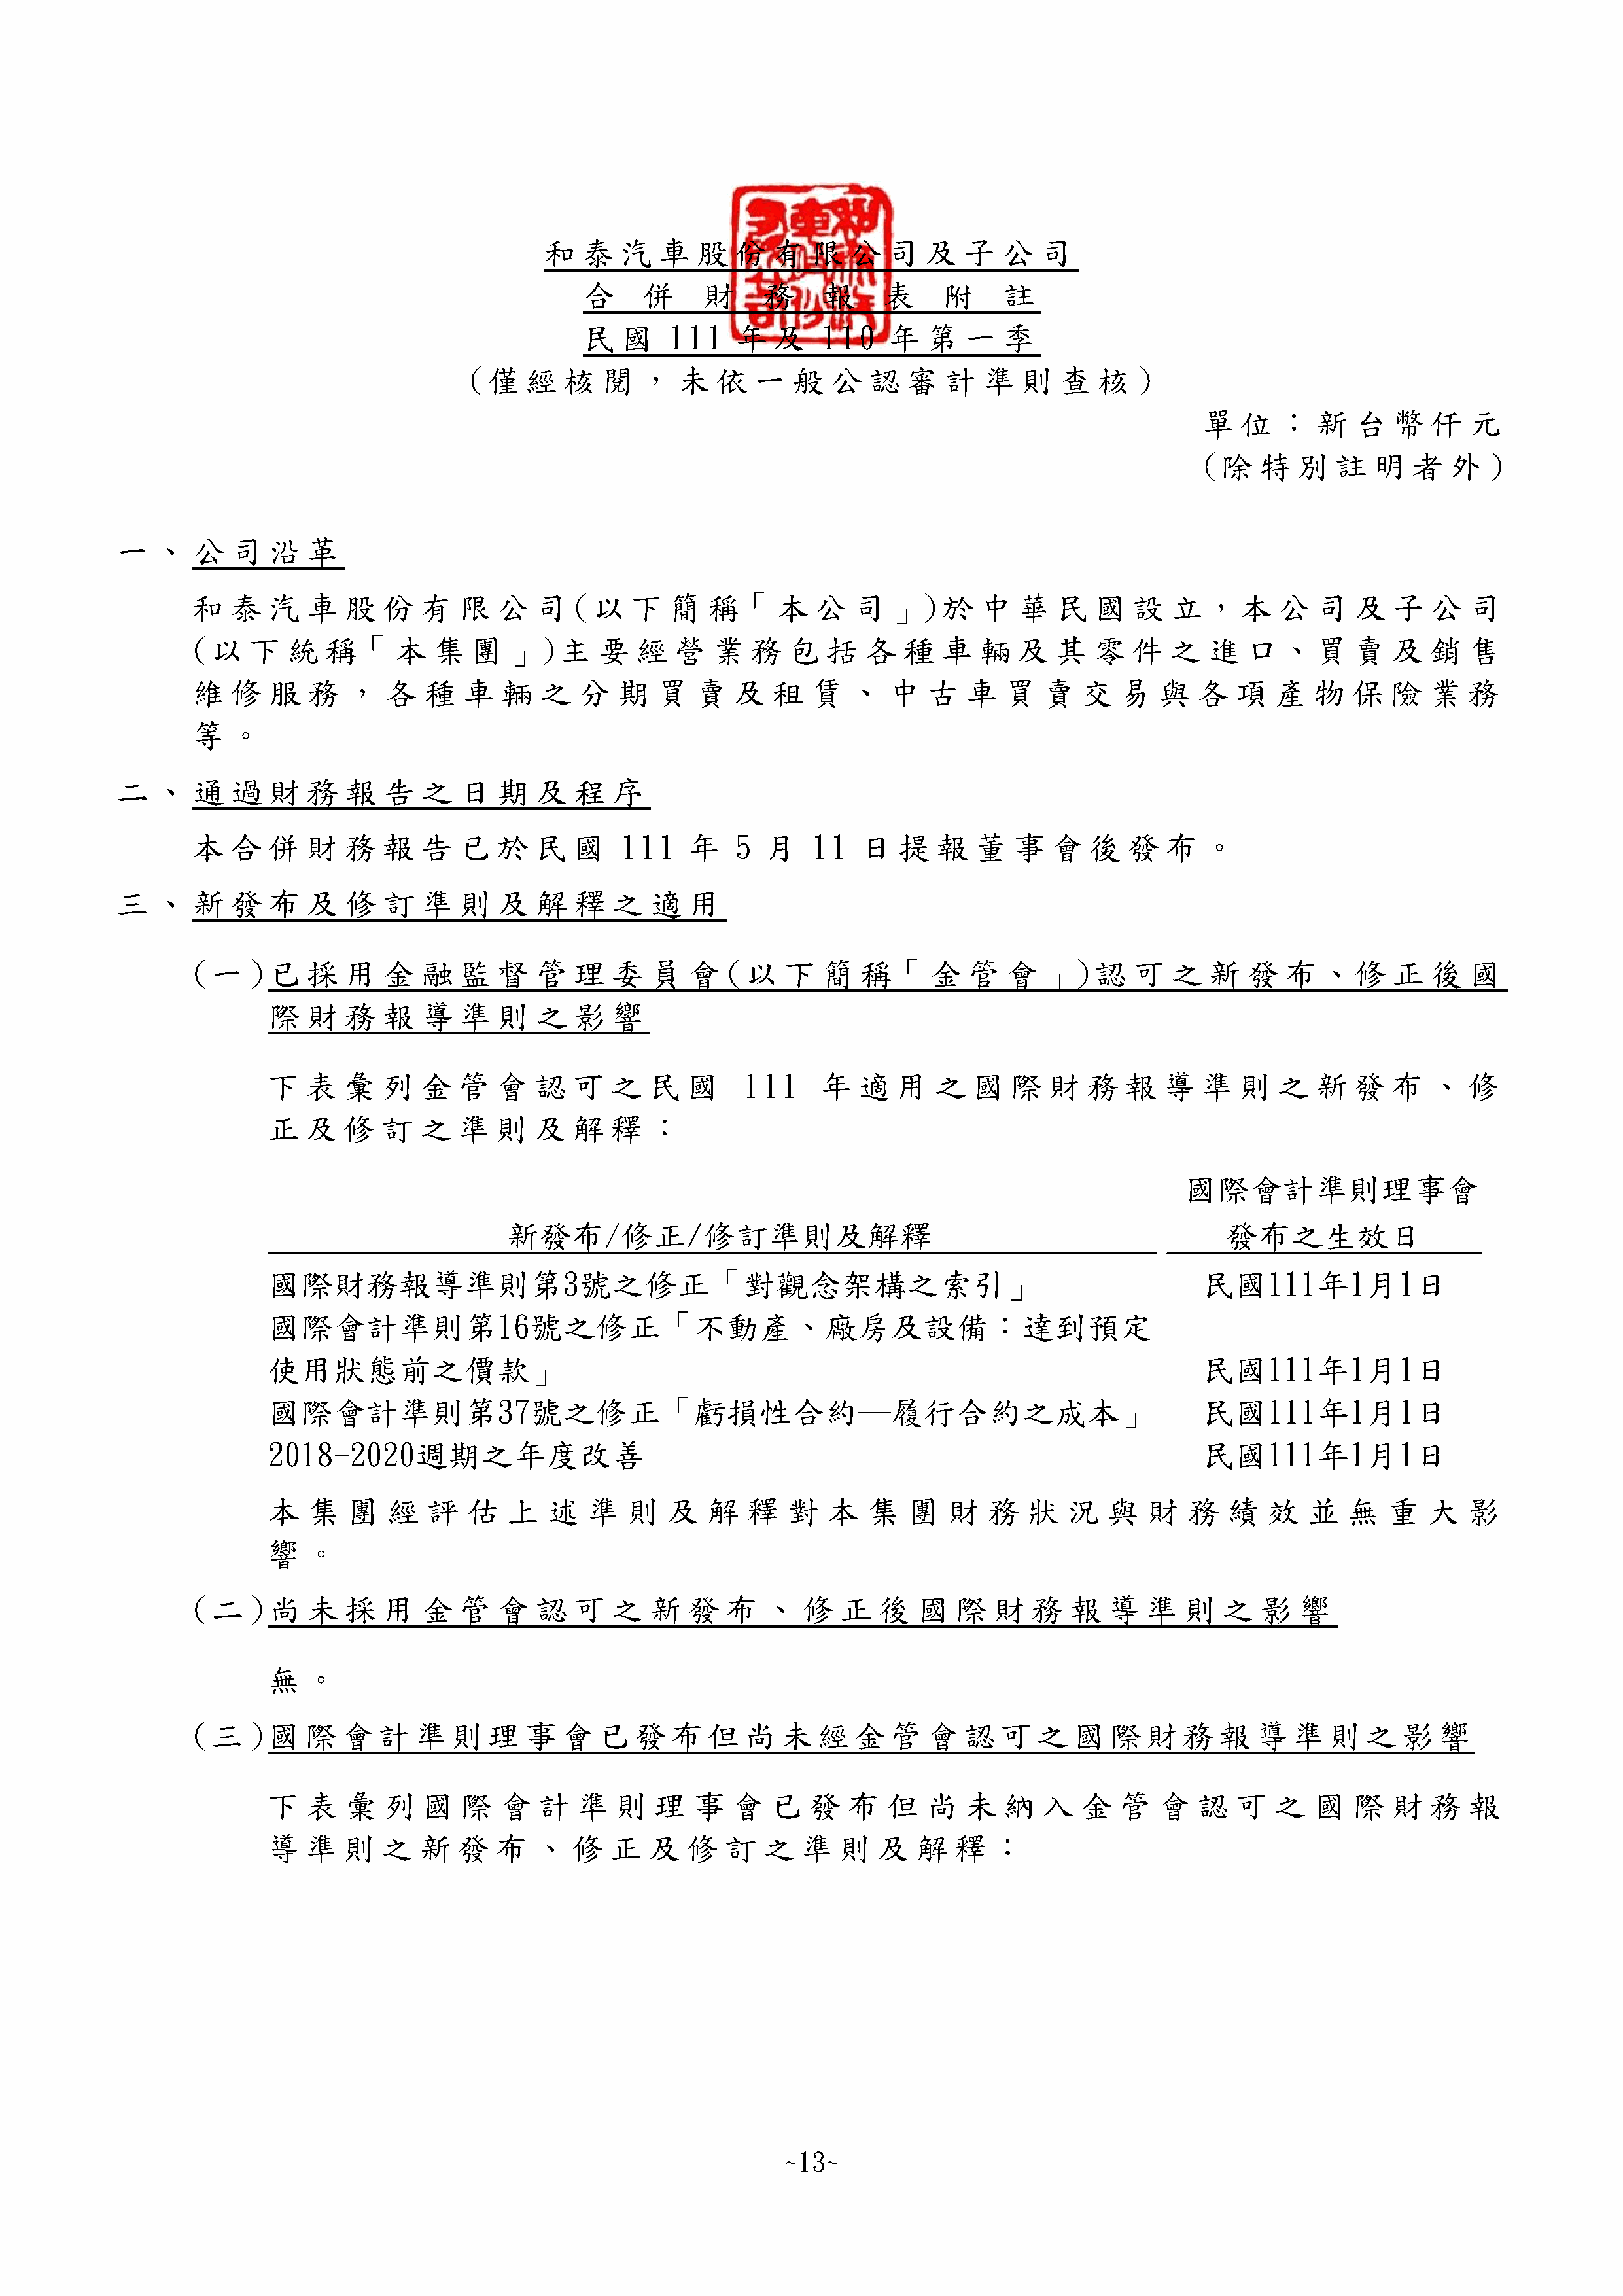 和泰汽車股份有限公司及子公司
合併財務報表附註
民國 111 年及 110 年第一季
(僅經核閱，未依一般公認審計準則查核)
單位：新台幣仟元
(除特別註明者外)
一、公司沿革
和泰汽車股份有限公司(以下簡稱「本公司」)於中華民國設立，本公司及子公司
(以下統稱「本集團」)主要經營業務包括各種車輛及其零件之進口、買賣及銷售
維修服務，各種車輛之分期買賣及租賃、中古車買賣交易與各項產物保險業務
等。
二、通過財務報告之日期及程序
本合併財務報告已於民國 111 年 5 月 11 日提報董事會後發布。
三、新發布及修訂準則及解釋之適用
(一)已採用金融監督管理委員會(以下簡稱「金管會」)認可之新發布、修正後國
際財務報導準則之影響
下表彙列金管會認可之民國 111 年適用之國際財務報導準則之新發布、修
正及修訂之準則及解釋：
國際會計準則理事會
新發布/修正/修訂準則及解釋 發布之生效日
國際財務報導準則第3號之修正「對觀念架構之索引」 民國111年1月1日
國際會計準則第16號之修正「不動產、廠房及設備：達到預定
使用狀態前之價款」 民國111年1月1日
國際會計準則第37號之修正「虧損性合約—履行合約之成本」 民國111年1月1日
2018-2020週期之年度改善 民國111年1月1日
本集團經評估上述準則及解釋對本集團財務狀況與財務績效並無重大影
響。
(二)尚未採用金管會認可之新發布、修正後國際財務報導準則之影響
無。
(三)國際會計準則理事會已發布但尚未經金管會認可之國際財務報導準則之影響
下表彙列國際會計準則理事會已發布但尚未納入金管會認可之國際財務報
導準則之新發布、修正及修訂之準則及解釋：
~13~